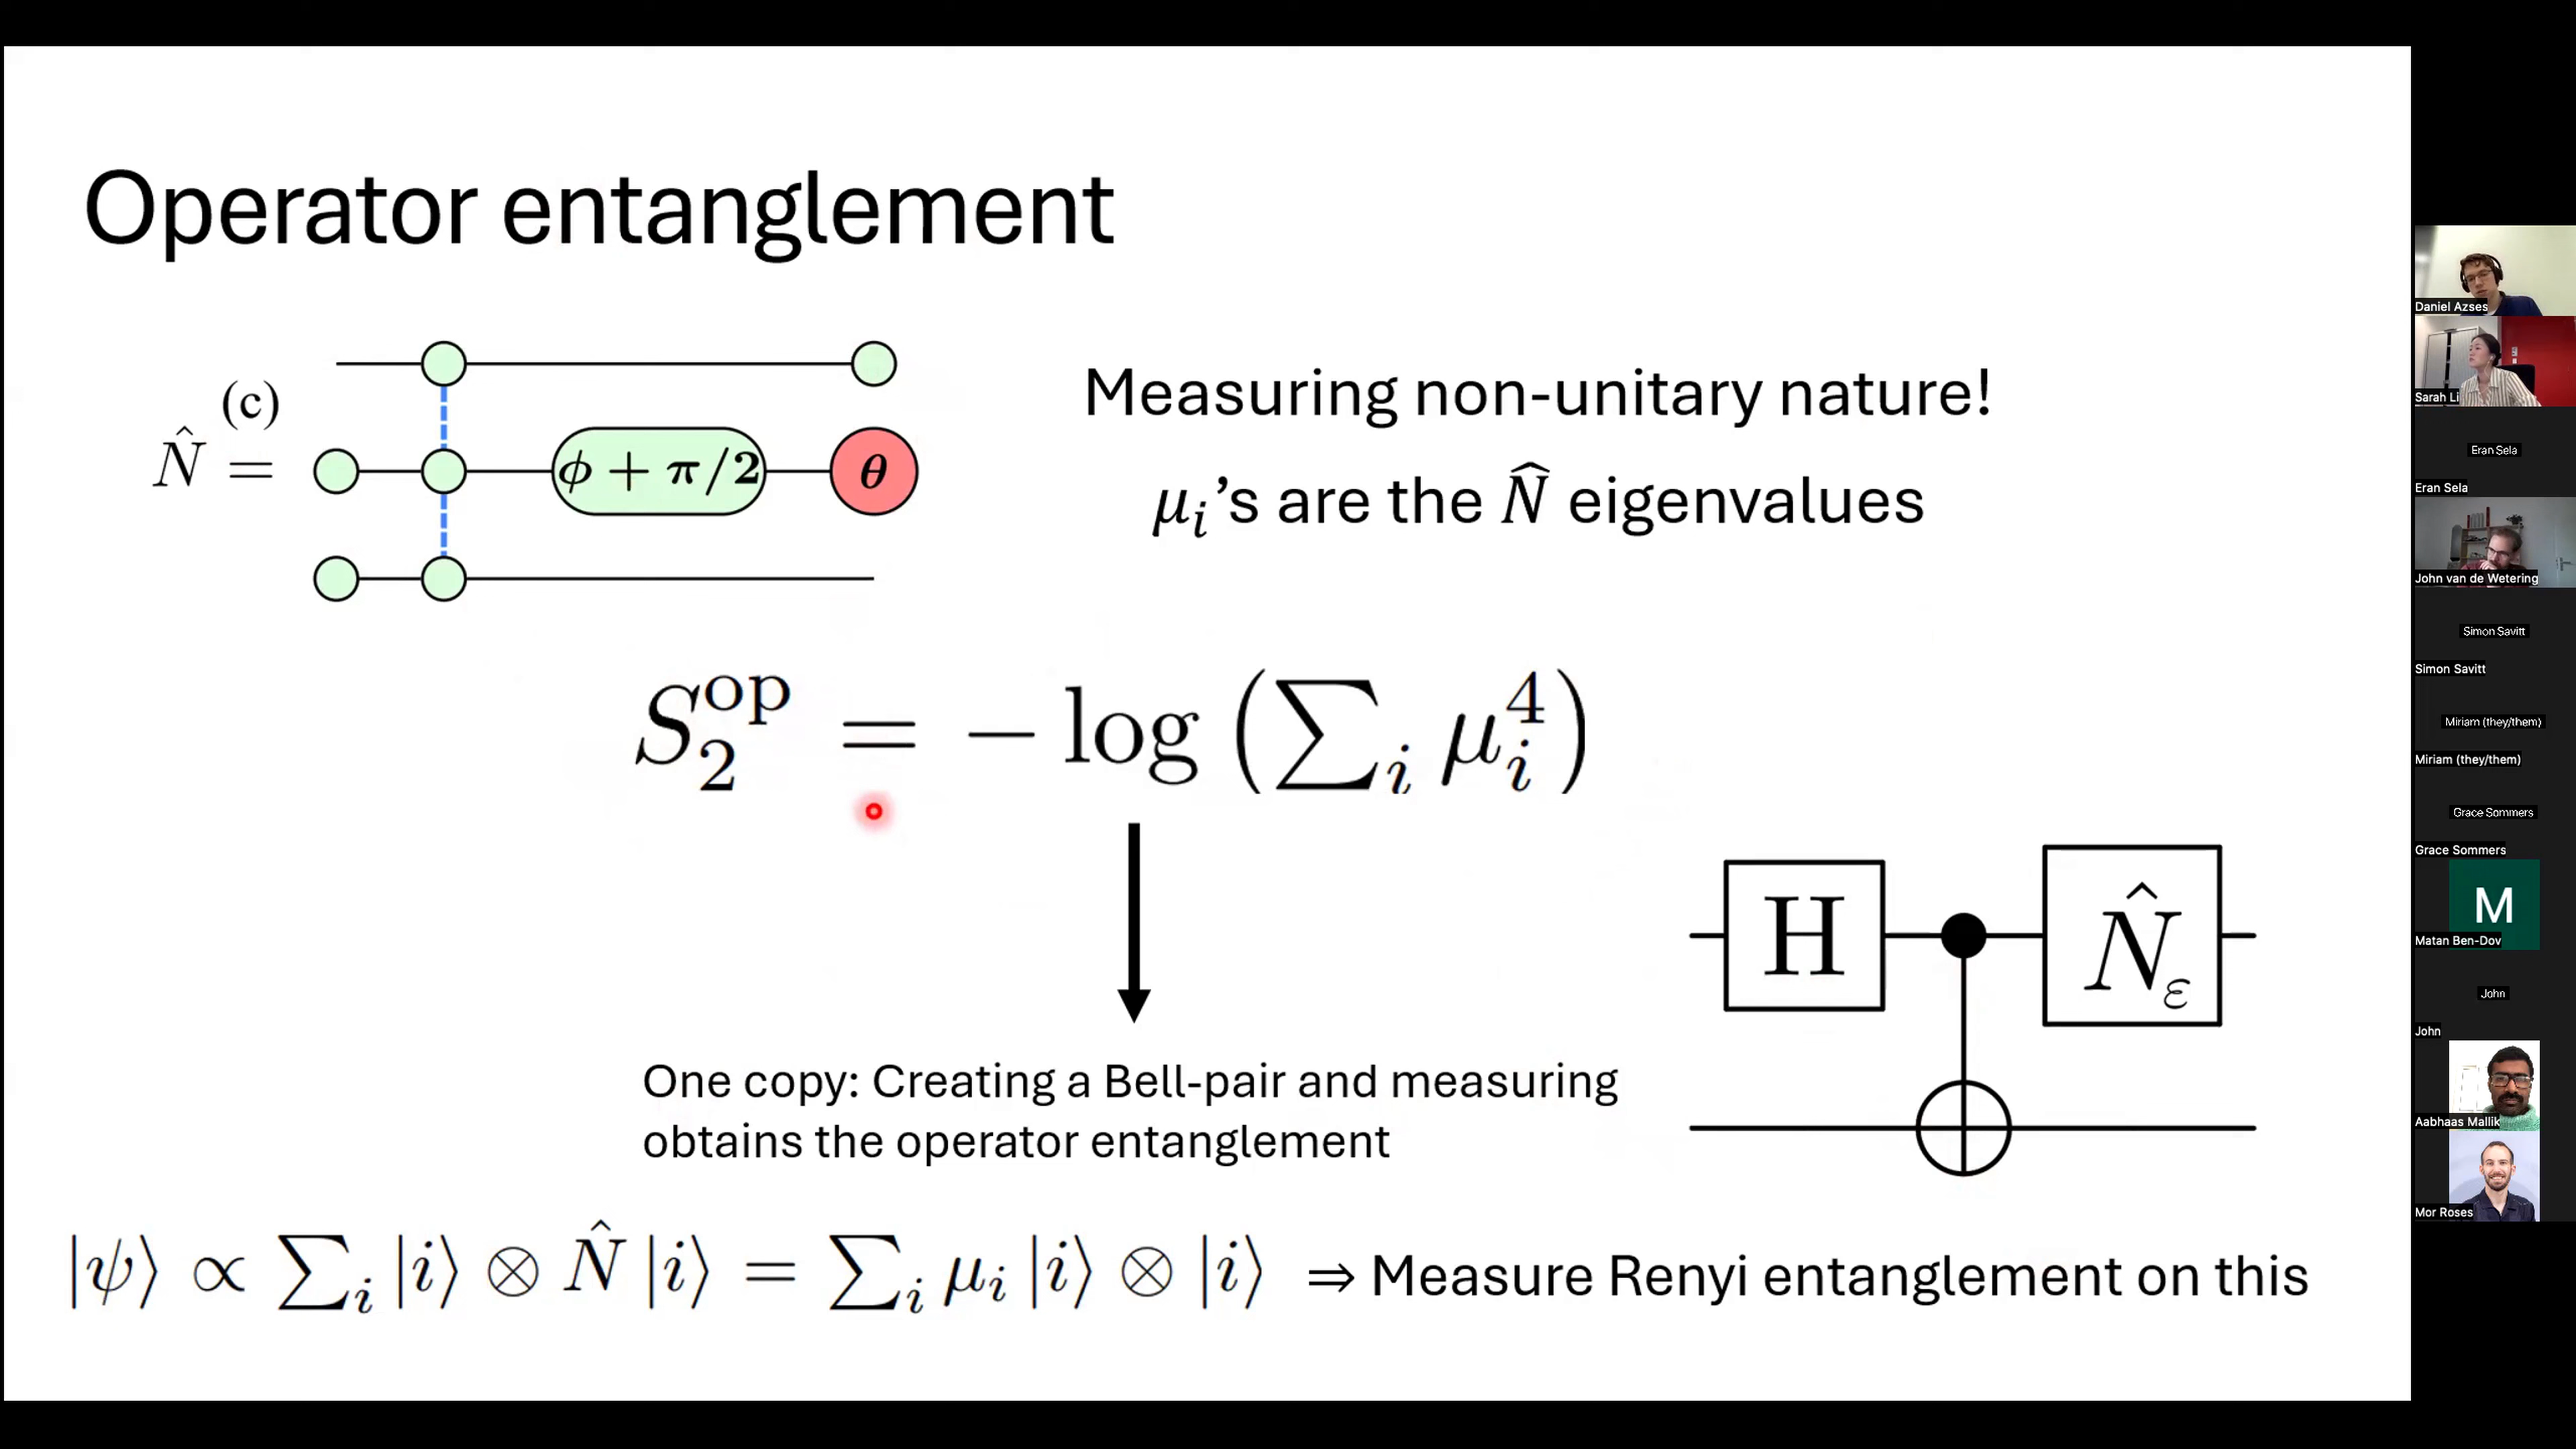 Operator entanglement
(c)
N̂ =
ϕ + π/2
θ
Measuring non-unitary nature!
μᵢ's are the N̂ eigenvalues
S₂ᵒᵖ = − log (∑ᵢ μᵢ⁴)
One copy: Creating a Bell-pair and measuring
obtains the operator entanglement
H
N̂_ε
|ψ⟩ ∝ ∑ᵢ |i⟩ ⊗ N̂ |i⟩ = ∑ᵢ μᵢ |i⟩ ⊗ |i⟩ ⇒ Measure Renyi entanglement on this
Daniel Azses
Sarah Li
Eran Sela
Eran Sela
John van de Wetering
Simon Savitt
Simon Savitt
Miriam (they/them)
Miriam (they/them)
Grace Sommers
Grace Sommers
M
Matan Ben-Dov
John
John
Aabhaas Mallik
Mor Roses